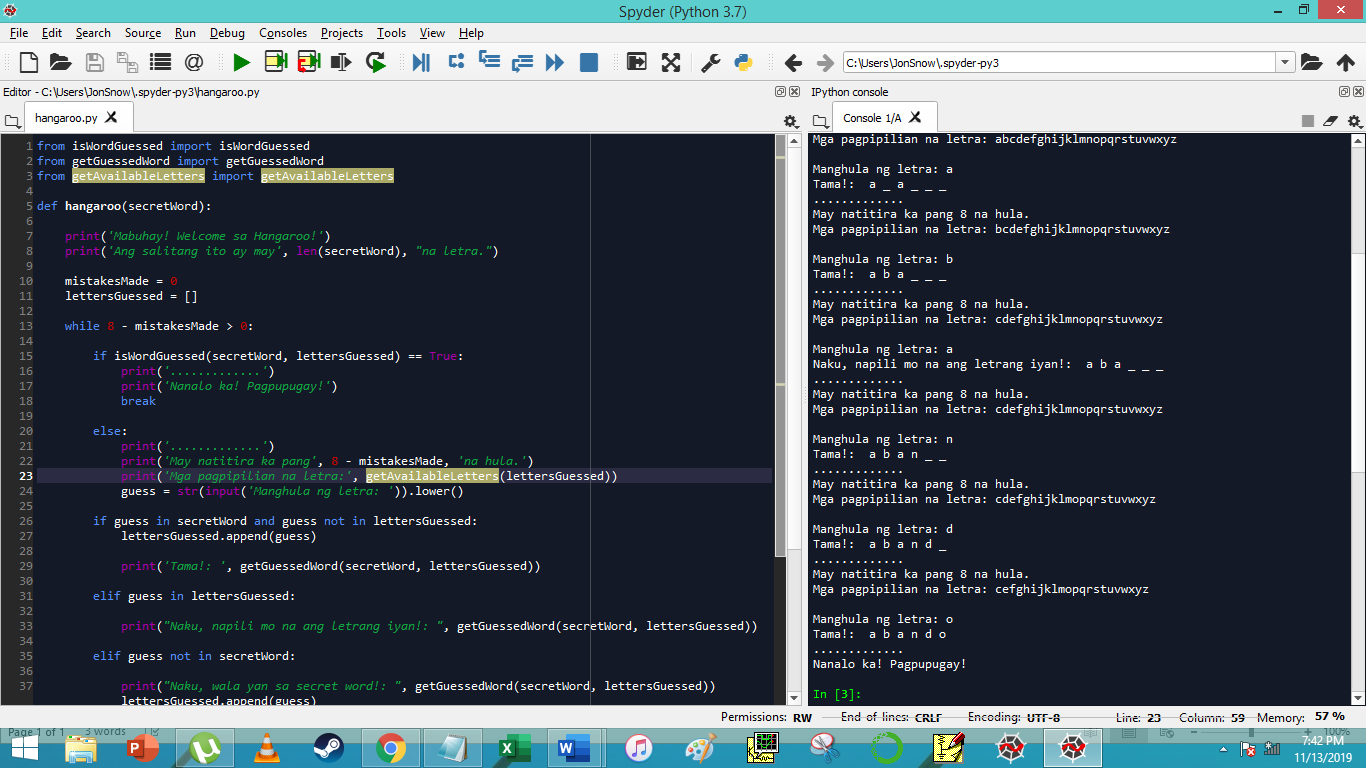 Spyder (Python 3.7)
File Edit Search Source Run Debug Consoles Projects Tools View Help
C:\Users\JonSnow\.spyder-py3
Editor - C:\Users\JonSnow\.spyder-py3\hangaroo.py
hangaroo.py
1 from isWordGuessed import isWordGuessed
2 from getGuessedWord import getGuessedWord
3 from getAvailableLetters import getAvailableLetters
4
5 def hangaroo(secretWord):
6
7 print('Mabuhay! Welcome sa Hangaroo!')
8 print('Ang salitang ito ay may', len(secretWord), "na letra.")
9
10 mistakesMade = 0
11 lettersGuessed = []
12
13 while 8 - mistakesMade > 0:
14
15 if isWordGuessed(secretWord, lettersGuessed) == True:
16 print('.............')
17 print('Nanalo ka! Pagpupugay!')
18 break
19
20 else:
21 print('.............')
22 print('May natitira ka pang', 8 - mistakesMade, 'na hula.')
23 print('Mga pagpipilian na letra:', getAvailableLetters(lettersGuessed))
24 guess = str(input('Manghula ng letra: ')).lower()
25
26 if guess in secretWord and guess not in lettersGuessed:
27 lettersGuessed.append(guess)
28
29 print('Tama!: ', getGuessedWord(secretWord, lettersGuessed))
30
31 elif guess in lettersGuessed:
32
33 print("Naku, napili mo na ang letrang iyan!: ", getGuessedWord(secretWord, lettersGuessed))
34
35 elif guess not in secretWord:
36
37 print("Naku, wala yan sa secret word!: ", getGuessedWord(secretWord, lettersGuessed))
lettersGuessed.append(guess)
IPython console
Console 1/A
Mga pagpipilian na letra: abcdefghijklmnopqrstuvwxyz
Manghula ng letra: a
Tama!: a _ a _ _ _
.............
May natitira ka pang 8 na hula.
Mga pagpipilian na letra: bcdefghijklmnopqrstuvwxyz
Manghula ng letra: b
Tama!: a b a _ _ _
.............
May natitira ka pang 8 na hula.
Mga pagpipilian na letra: cdefghijklmnopqrstuvwxyz
Manghula ng letra: a
Naku, napili mo na ang letrang iyan!: a b a _ _ _
.............
May natitira ka pang 8 na hula.
Mga pagpipilian na letra: cdefghijklmnopqrstuvwxyz
Manghula ng letra: n
Tama!: a b a n _ _
.............
May natitira ka pang 8 na hula.
Mga pagpipilian na letra: cdefghijklmopqrstuvwxyz
Manghula ng letra: d
Tama!: a b a n d _
.............
May natitira ka pang 8 na hula.
Mga pagpipilian na letra: cefghijklmopqrstuvwxyz
Manghula ng letra: o
Tama!: a b a n d o
.............
Nanalo ka! Pagpupugay!
In [3]:
Permissions: RW End-of-lines: CRLF Encoding: UTF-8 Line: 23 Column: 59 Memory: 57 %
Page 1 of 1 3 words
100%
7:42 PM
11/13/2019